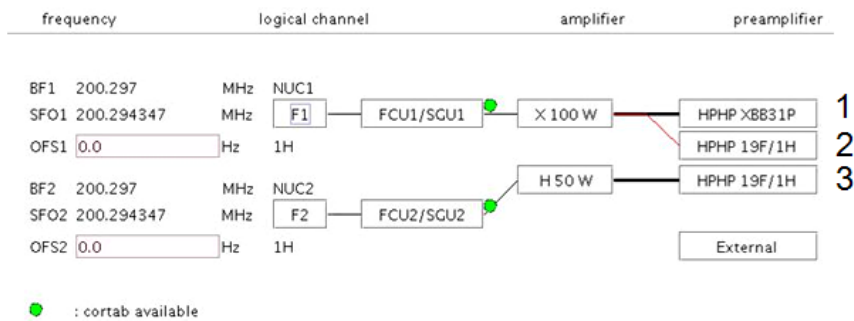 frequency logical channel amplifier preamplifier
BF1 200.297 MHz NUC1
SFO1 200.294347 MHz F1 FCU1/SGU1 X 100 W HPHP XBB31P 1
OFS1 0.0 Hz 1H HPHP 19F/1H 2
BF2 200.297 MHz NUC2 H 50 W HPHP 19F/1H 3
SFO2 200.294347 MHz F2 FCU2/SGU2
OFS2 0.0 Hz 1H External
: cortab available